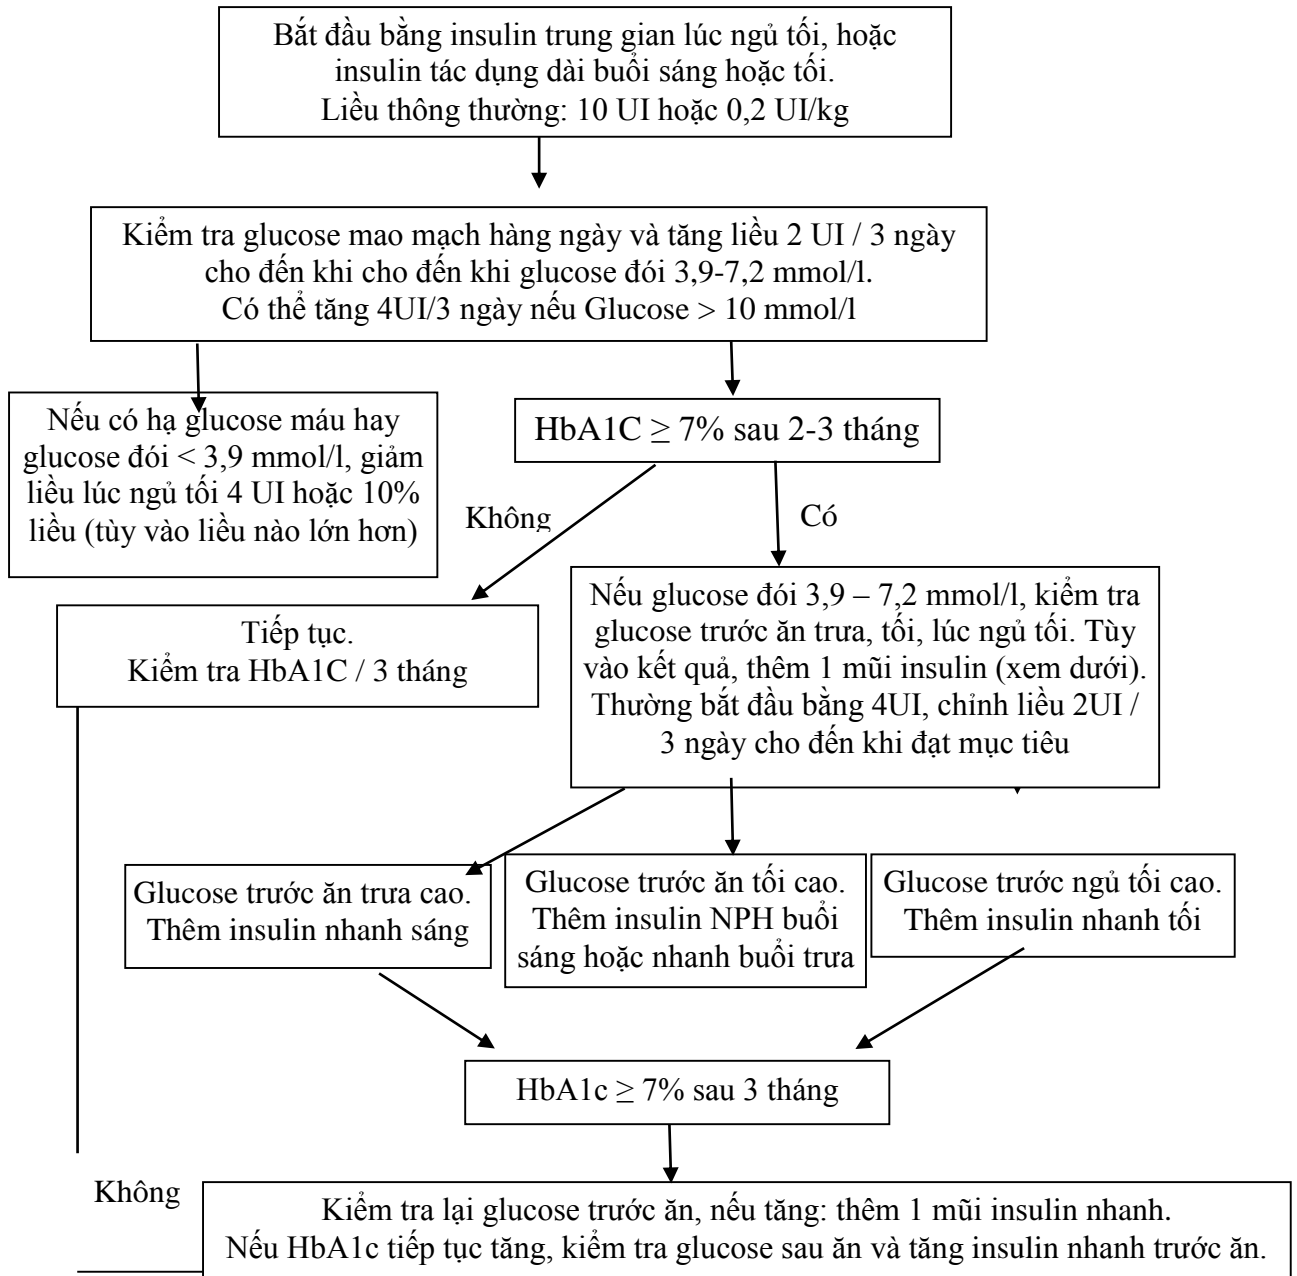 Bắt đầu bằng insulin trung gian lúc ngủ tối, hoặc
insulin tác dụng dài buổi sáng hoặc tối.
Liều thông thường: 10 UI hoặc 0,2 UI/kg
Kiểm tra glucose mao mạch hàng ngày và tăng liều 2 UI / 3 ngày
cho đến khi cho đến khi glucose đói 3,9-7,2 mmol/l.
Có thể tăng 4UI/3 ngày nếu Glucose > 10 mmol/l
Nếu có hạ glucose máu hay
glucose đói < 3,9 mmol/l, giảm
liều lúc ngủ tối 4 UI hoặc 10%
liều (tùy vào liều nào lớn hơn)
HbA1C ≥ 7% sau 2-3 tháng
Không
Có
Tiếp tục.
Kiểm tra HbA1C / 3 tháng
Nếu glucose đói 3,9 – 7,2 mmol/l, kiểm tra
glucose trước ăn trưa, tối, lúc ngủ tối. Tùy
vào kết quả, thêm 1 mũi insulin (xem dưới).
Thường bắt đầu bằng 4UI, chỉnh liều 2UI /
3 ngày cho đến khi đạt mục tiêu
Glucose trước ăn trưa cao.
Thêm insulin nhanh sáng
Glucose trước ăn tối cao.
Thêm insulin NPH buổi
sáng hoặc nhanh buổi trưa
Glucose trước ngủ tối cao.
Thêm insulin nhanh tối
HbA1c ≥ 7% sau 3 tháng
Không
Kiểm tra lại glucose trước ăn, nếu tăng: thêm 1 mũi insulin nhanh.
Nếu HbA1c tiếp tục tăng, kiểm tra glucose sau ăn và tăng insulin nhanh trước ăn.